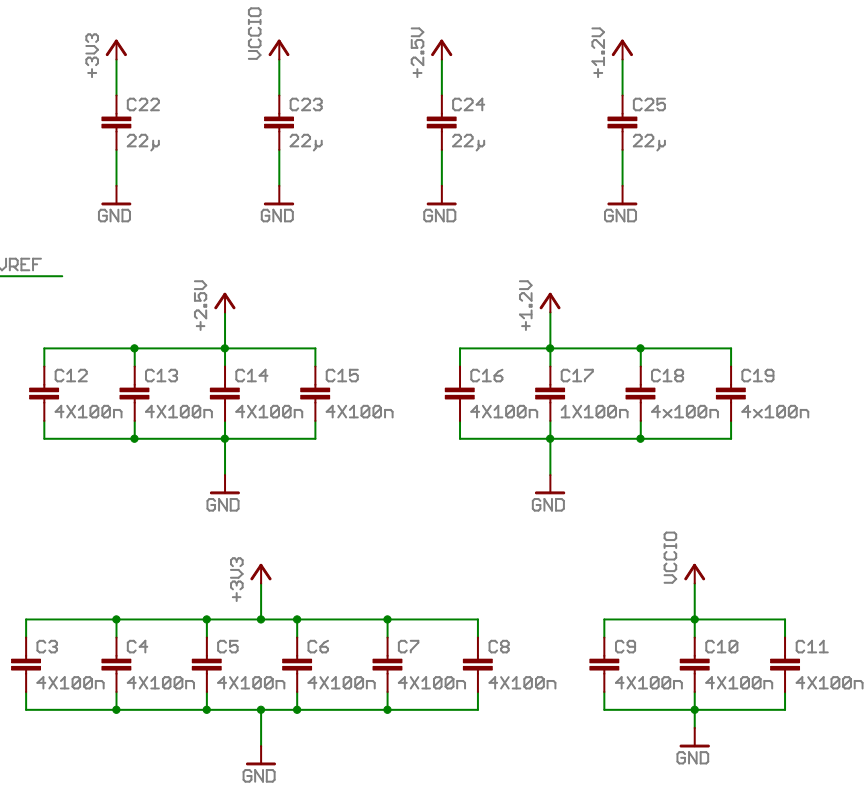 +3V3
VCCIO
+2.5V
+1.2V
C22
C23
C24
C25
22µ
22µ
22µ
22µ
GND
GND
GND
GND
VREF
+2.5V
+1.2V
C12
C13
C14
C15
C16
C17
C18
C19
4X100n
4X100n
4X100n
4X100n
4X100n
1X100n
4x100n
4x100n
GND
GND
+3V3
VCCIO
C3
C4
C5
C6
C7
C8
C9
C10
C11
4X100n
4X100n
4X100n
4X100n
4X100n
4X100n
4X100n
4X100n
4X100n
GND
GND